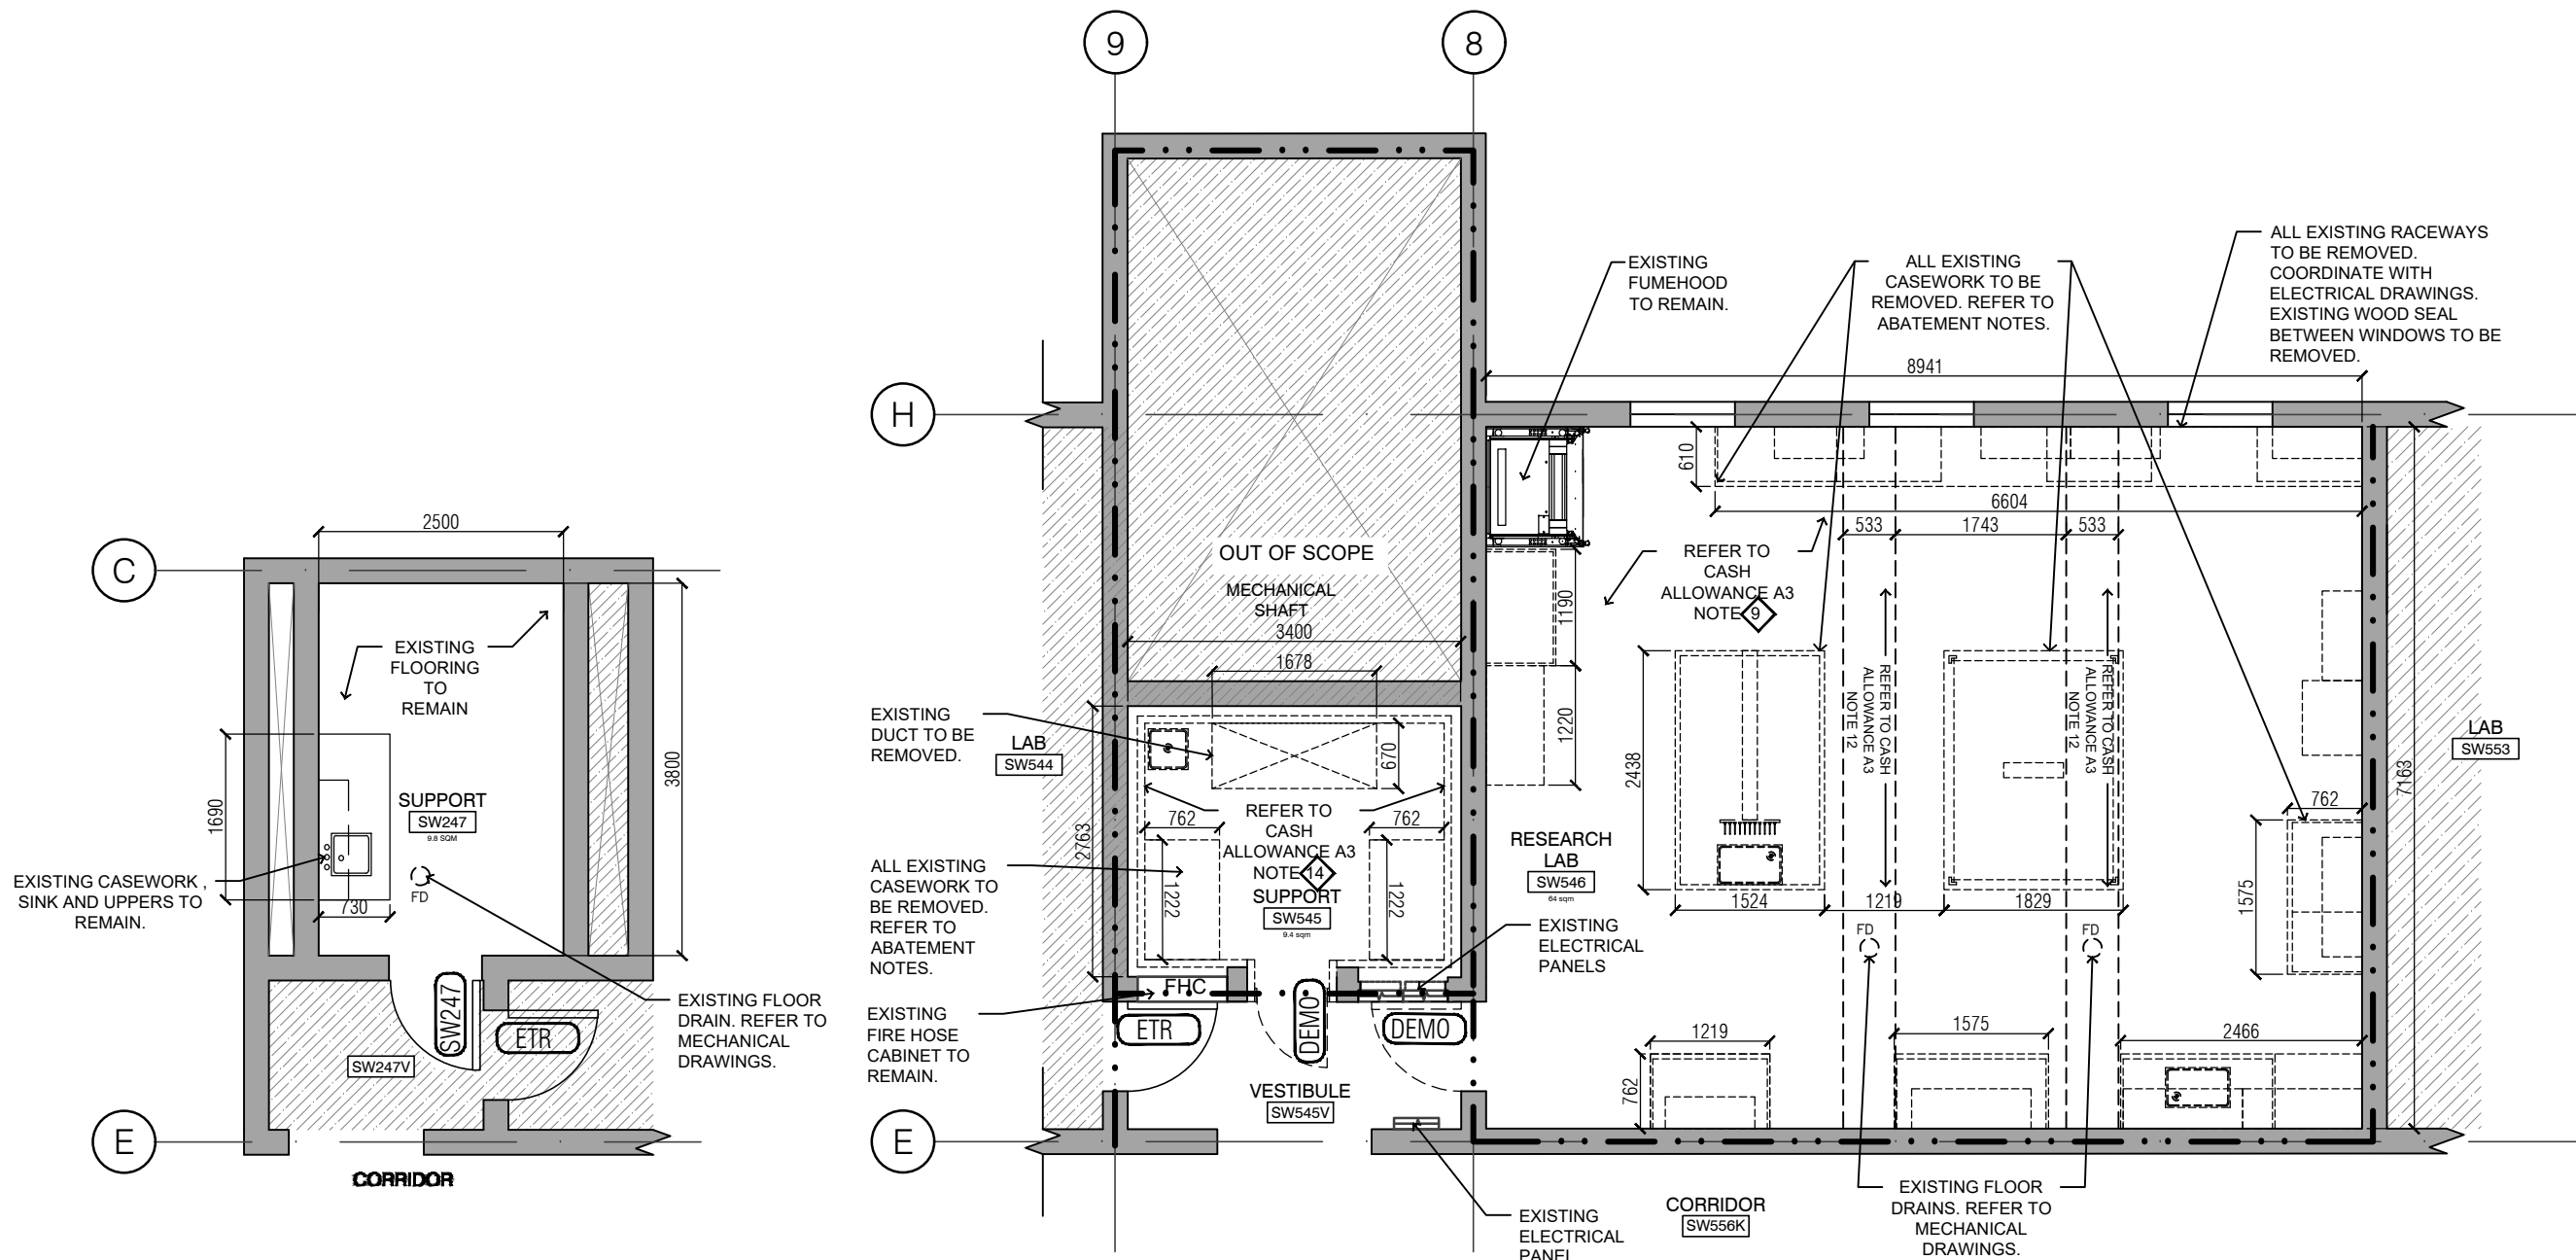 9
8
H
C
E
E
2500
EXISTING
FLOORING
TO
REMAIN
3800
1690
SUPPORT
SW247
9.8 SQM
FD
730
EXISTING CASEWORK ,
SINK AND UPPERS TO
REMAIN.
SW247
ETR
SW247V
EXISTING FLOOR
DRAIN. REFER TO
MECHANICAL
DRAWINGS.
CORRIDOR
OUT OF SCOPE
MECHANICAL
SHAFT
3400
1678
EXISTING
DUCT TO BE
REMOVED.
LAB
SW544
670
2763
REFER TO
CASH
ALLOWANCE A3
NOTE 14
762
762
1222
1222
SUPPORT
SW545
9.4 sqm
ALL EXISTING
CASEWORK TO
BE REMOVED.
REFER TO
ABATEMENT
NOTES.
FHC
EXISTING
FIRE HOSE
CABINET TO
REMAIN.
ETR
DEMO
DEMO
VESTIBULE
SW545V
EXISTING
FUMEHOOD
TO REMAIN.
ALL EXISTING
CASEWORK TO BE
REMOVED. REFER TO
ABATEMENT NOTES.
ALL EXISTING RACEWAYS
TO BE REMOVED.
COORDINATE WITH
ELECTRICAL DRAWINGS.
EXISTING WOOD SEAL
BETWEEN WINDOWS TO BE
REMOVED.
8941
610
6604
533
1743
533
REFER TO
CASH
ALLOWANCE A3
NOTE 9
1190
1220
2438
REFER TO CASH
ALLOWANCE A3
NOTE 12
REFER TO CASH
ALLOWANCE A3
NOTE 12
7163
LAB
SW553
762
1575
RESEARCH
LAB
SW546
64 sqm
1524
1219
1829
FD
FD
EXISTING
ELECTRICAL
PANELS
1219
1575
2466
762
EXISTING
ELECTRICAL
PANEL
CORRIDOR
SW556K
EXISTING FLOOR
DRAINS. REFER TO
MECHANICAL
DRAWINGS.